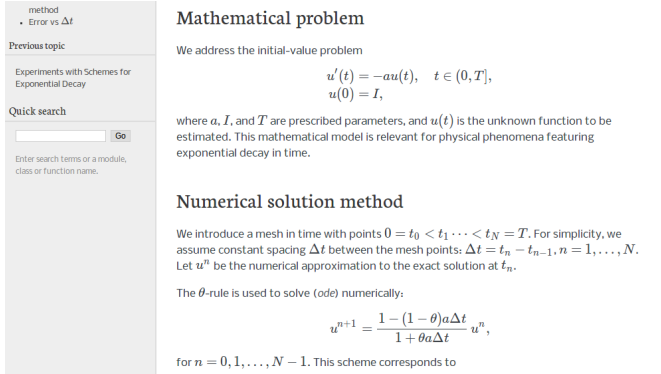 method
• Error vs Δt
Previous topic
Experiments with Schemes for
Exponential Decay
Quick search
Go
Enter search terms or a module,
class or function name.
Mathematical problem
We address the initial-value problem
u′(t) = −au(t), t ∈ (0, T],
u(0) = I,
where a, I, and T are prescribed parameters, and u(t) is the unknown function to be
estimated. This mathematical model is relevant for physical phenomena featuring
exponential decay in time.
Numerical solution method
We introduce a mesh in time with points 0 = t₀ < t₁ ⋯ < t_N = T. For simplicity, we
assume constant spacing Δt between the mesh points: Δt = tₙ − tₙ₋₁, n = 1, …, N.
Let uⁿ be the numerical approximation to the exact solution at tₙ.
The θ-rule is used to solve (ode) numerically:
uⁿ⁺¹ = (1 − (1 − θ)aΔt) / (1 + θaΔt) uⁿ,
for n = 0, 1, …, N − 1. This scheme corresponds to